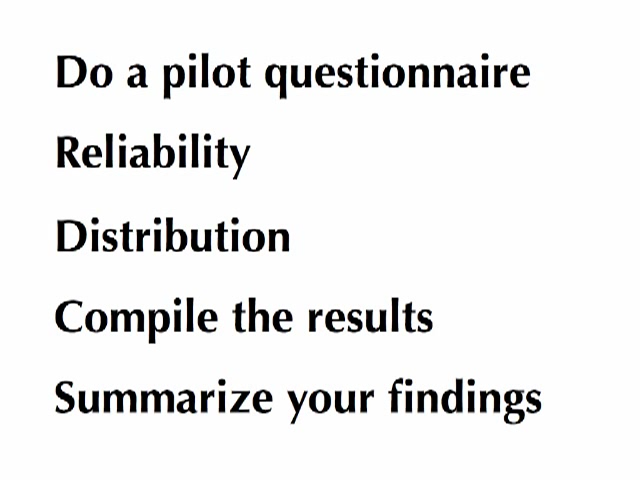 Do a pilot questionnaire
Reliability
Distribution
Compile the results
Summarize your findings